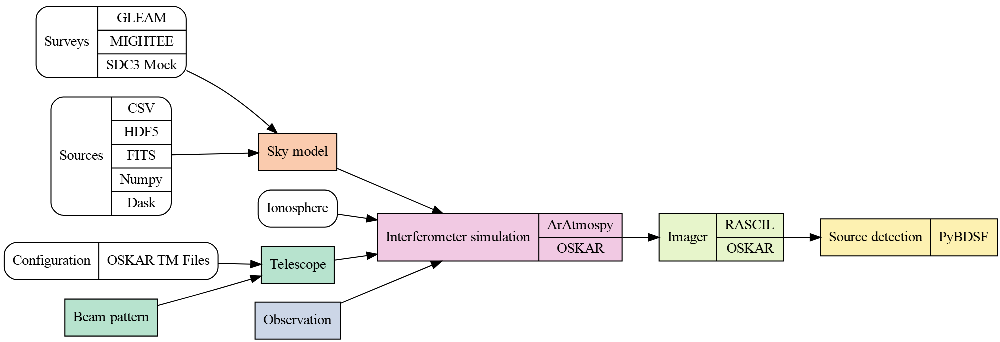 Surveys
GLEAM
MIGHTEE
SDC3 Mock
Sources
CSV
HDF5
FITS
Numpy
Dask
Sky model
Ionosphere
Configuration
OSKAR TM Files
Telescope
Beam pattern
Observation
Interferometer simulation
ArAtmospy
OSKAR
Imager
RASCIL
OSKAR
Source detection
PyBDSF